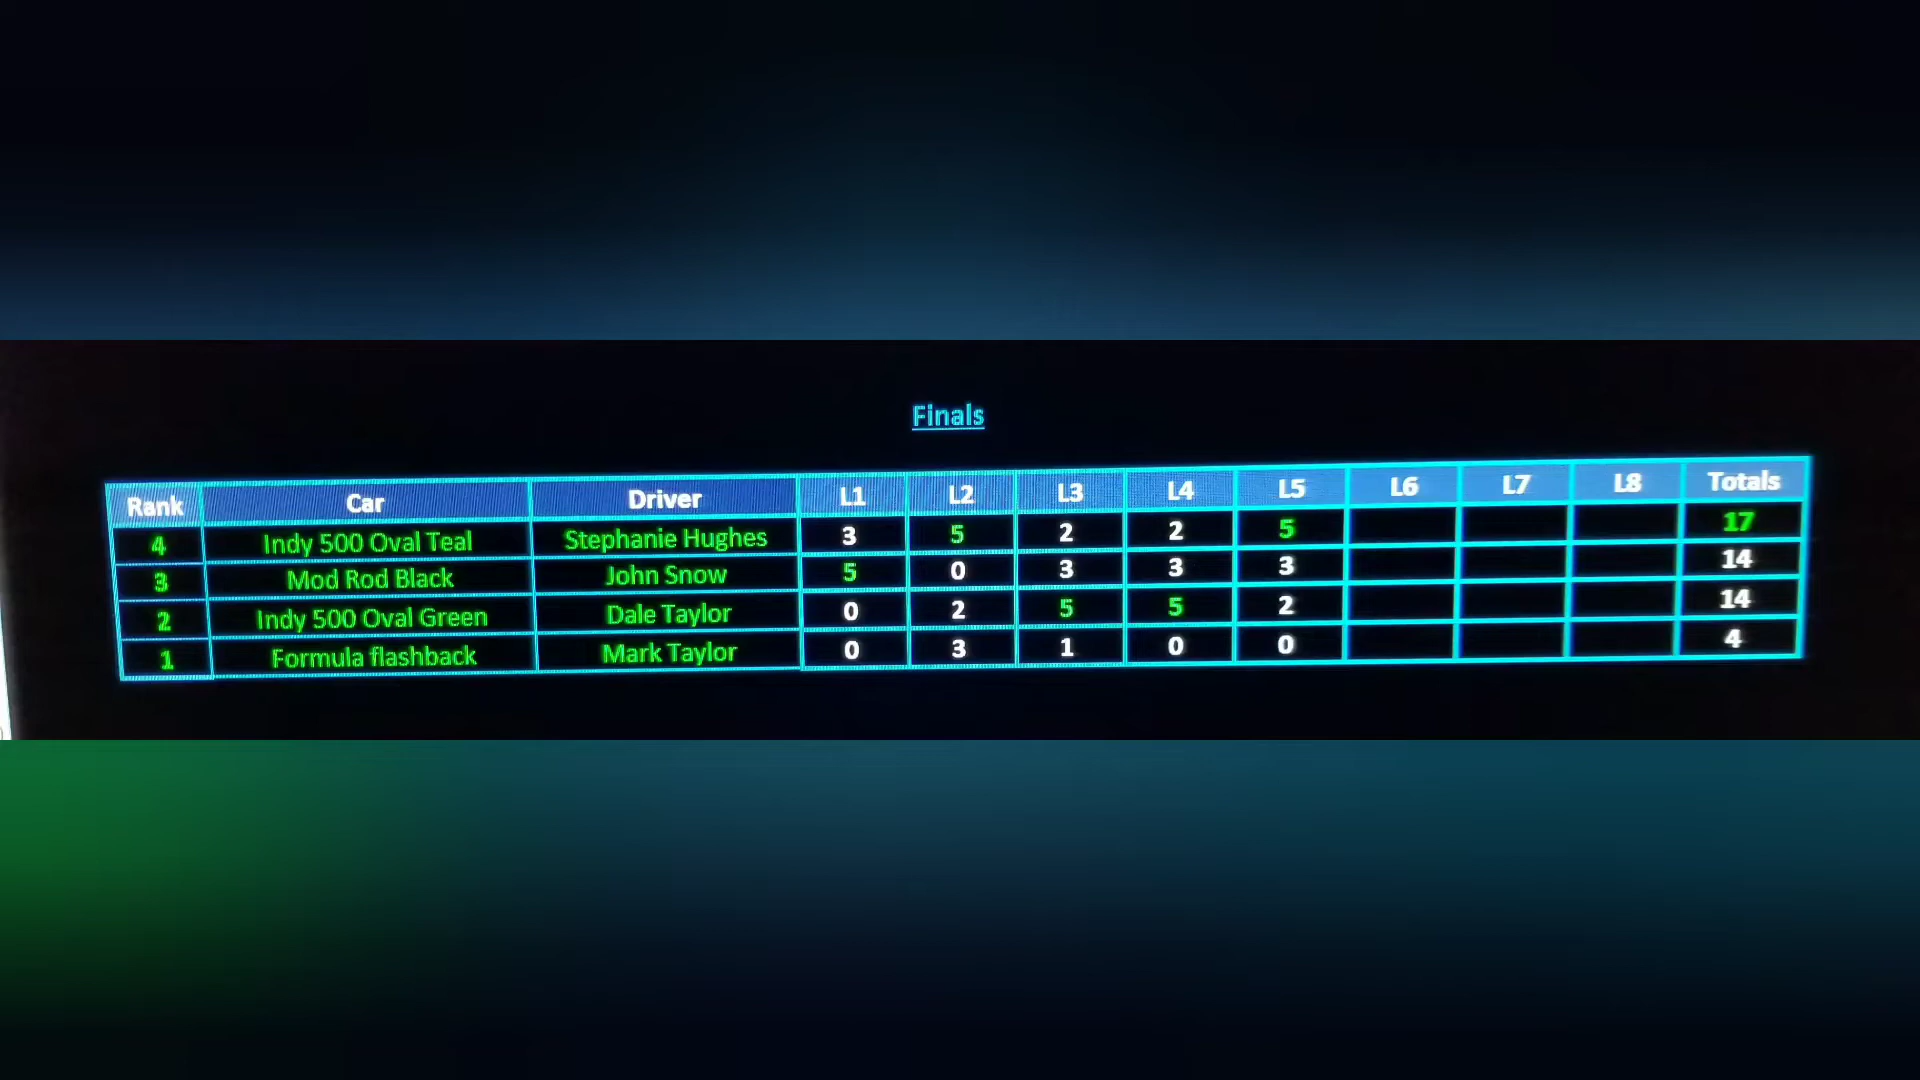 Finals
Rank Car Driver L1 L2 L3 L4 L5 L6 L7 L8 Totals
4 Indy 500 Oval Teal Stephanie Hughes 3 5 2 2 5 17
3 Mod Rod Black John Snow 5 0 3 3 3 14
2 Indy 500 Oval Green Dale Taylor 0 2 5 5 2 14
1 Formula flashback Mark Taylor 0 3 1 0 0 4